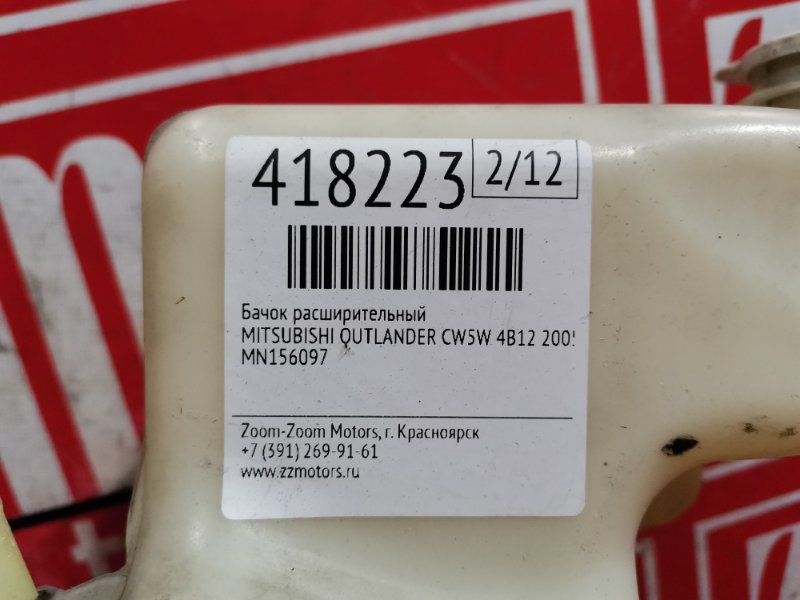 418223 2/12
Бачок расширительный
MITSUBISHI OUTLANDER CW5W 4B12 2005
MN156097
Zoom-Zoom Motors, г. Красноярск
+7 (391) 269-91-61
www.zzmotors.ru